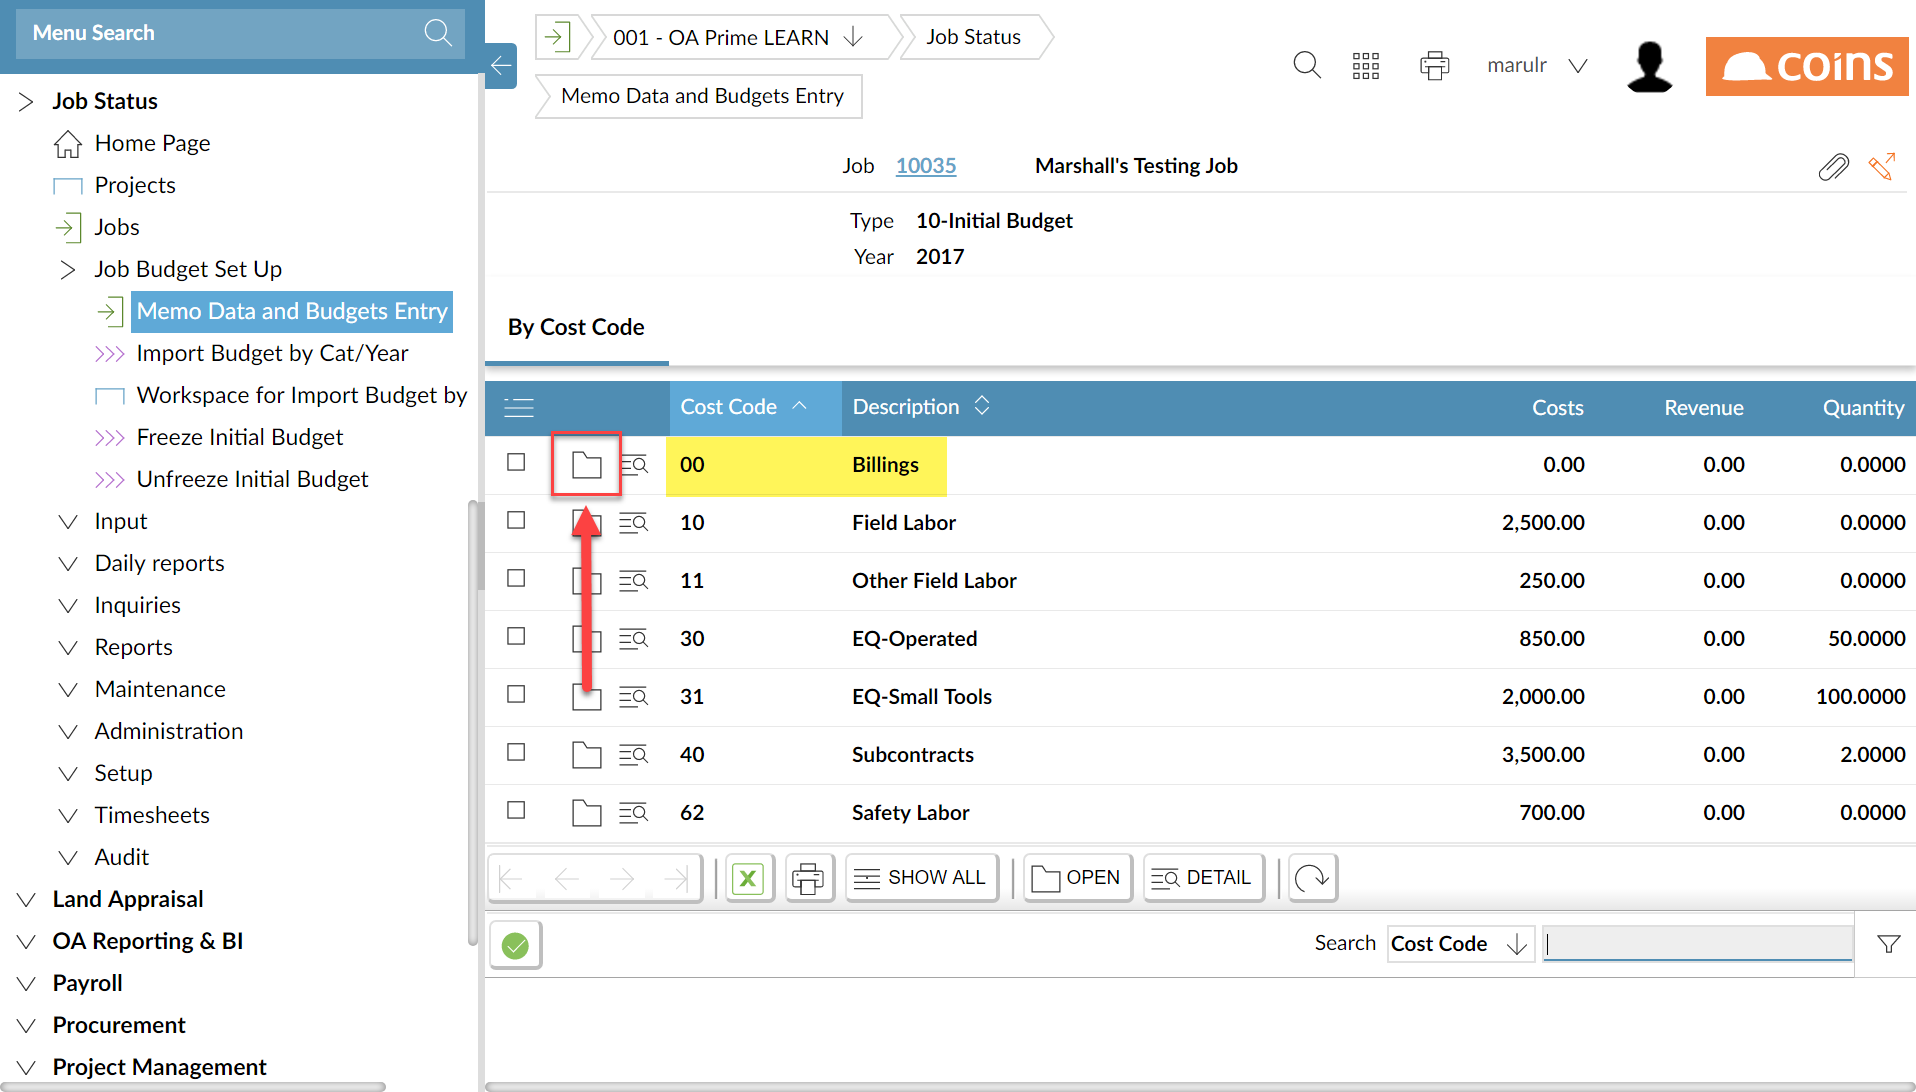 Menu Search
Job Status
Home Page
Projects
Jobs
Job Budget Set Up
Memo Data and Budgets Entry
Import Budget by Cat/Year
Workspace for Import Budget by
Freeze Initial Budget
Unfreeze Initial Budget
Input
Daily reports
Inquiries
Reports
Maintenance
Administration
Setup
Timesheets
Audit
Land Appraisal
OA Reporting & BI
Payroll
Procurement
Project Management
001 - OA Prime LEARN
Job Status
Memo Data and Budgets Entry
marulr
coins
Job 10035 Marshall's Testing Job
Type 10-Initial Budget
Year 2017
By Cost Code
Cost Code Description Costs Revenue Quantity
00 Billings 0.00 0.00 0.0000
10 Field Labor 2,500.00 0.00 0.0000
11 Other Field Labor 250.00 0.00 0.0000
30 EQ-Operated 850.00 0.00 50.0000
31 EQ-Small Tools 2,000.00 0.00 100.0000
40 Subcontracts 3,500.00 0.00 2.0000
62 Safety Labor 700.00 0.00 0.0000
SHOW ALL OPEN DETAIL
Search Cost Code